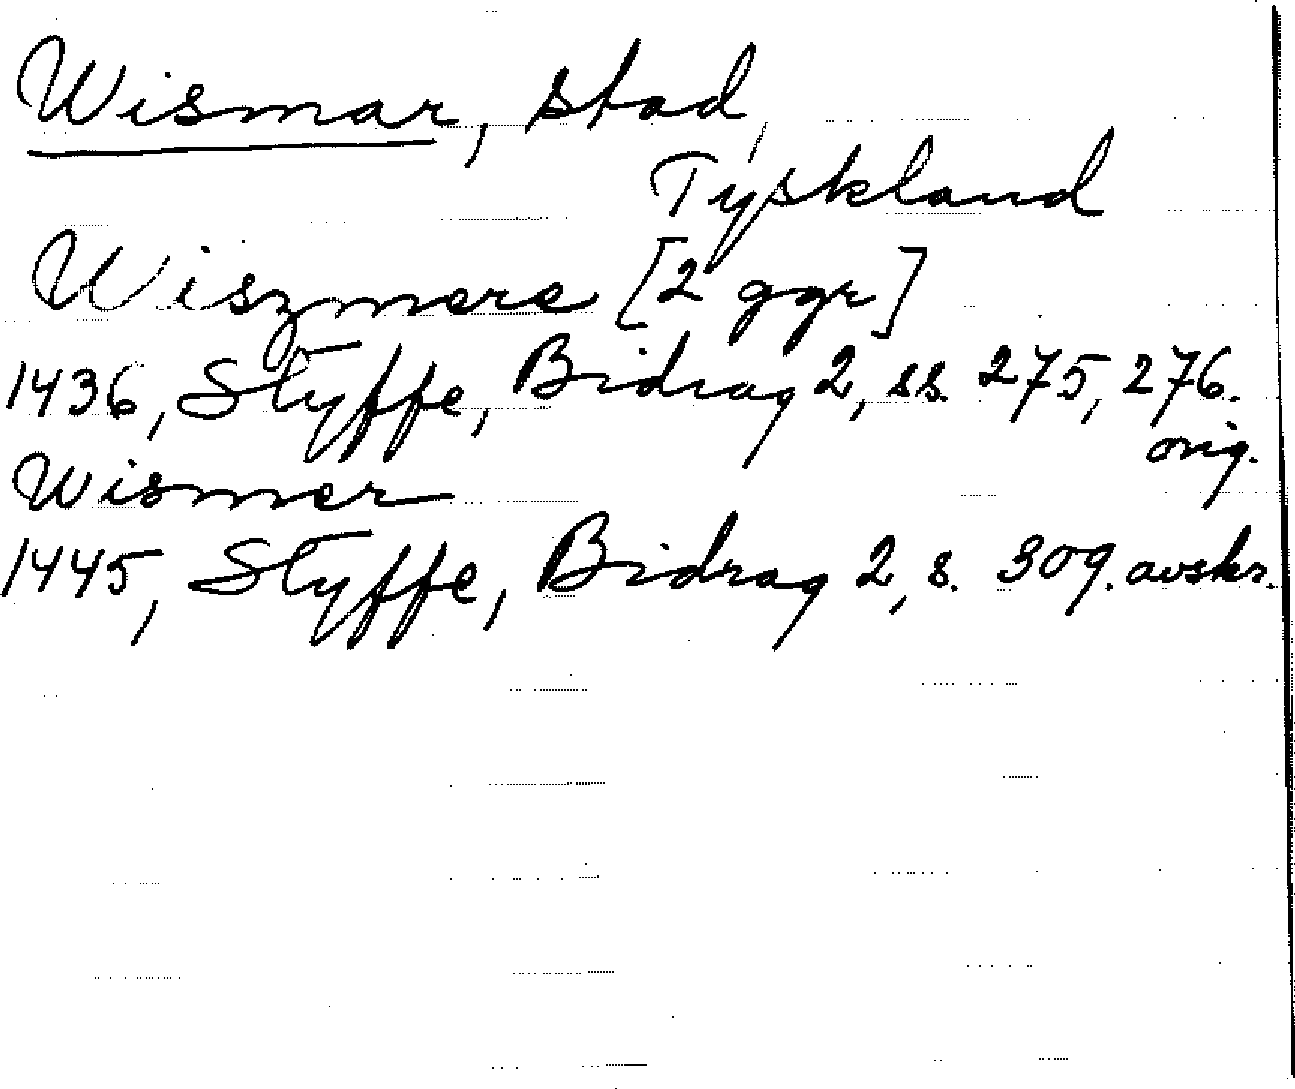 Wismar, stad,
Tyskland
Wiszmere [2 ggr]
1436, Styffe, Bidrag 2, ss. 275, 276.
orig.
Wismer
1445, Styffe, Bidrag 2, s. 309. avskr.